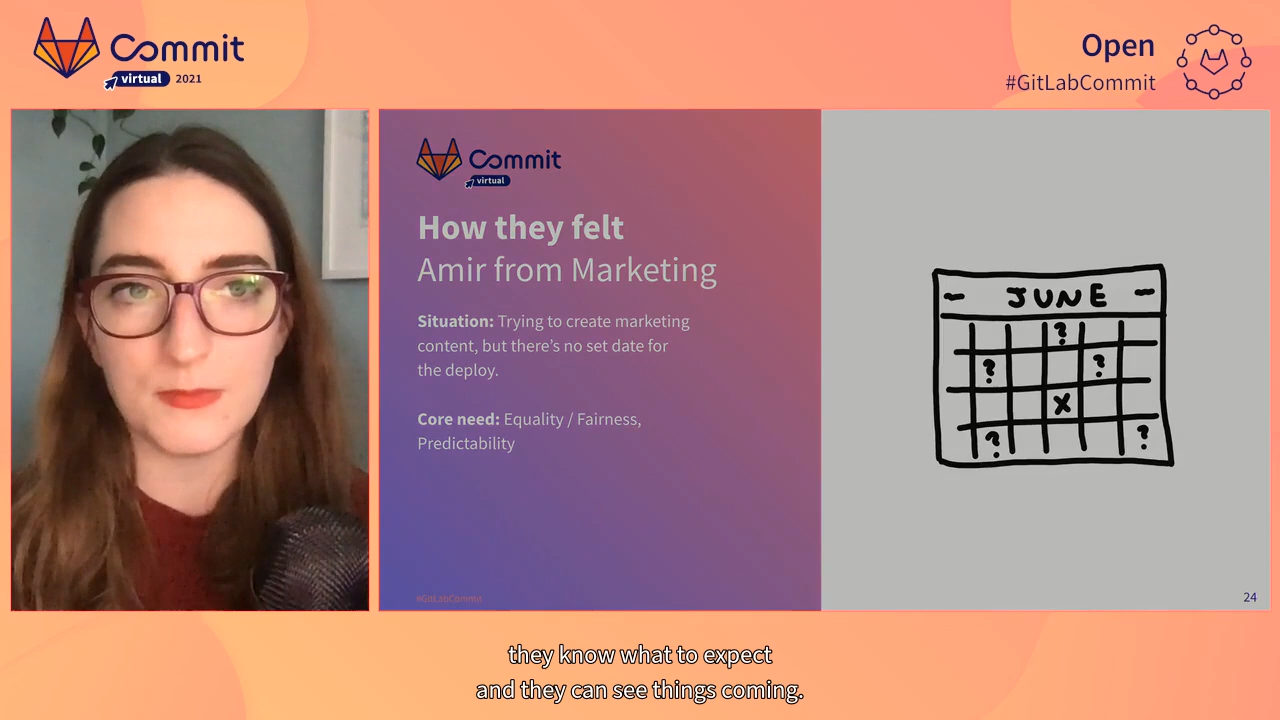 Commit
virtual 2021
Open
#GitLabCommit
Commit
virtual
How they felt
Amir from Marketing
Situation: Trying to create marketing
content, but there's no set date for
the deploy.
Core need: Equality / Fairness,
Predictability
#GitLabCommit
- JUNE -
?
? ?
X
? ?
24
they know what to expect
and they can see things coming.